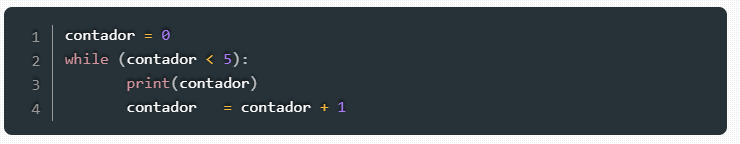 1 contador = 0
2 while (contador < 5):
3        print(contador)
4        contador   = contador + 1